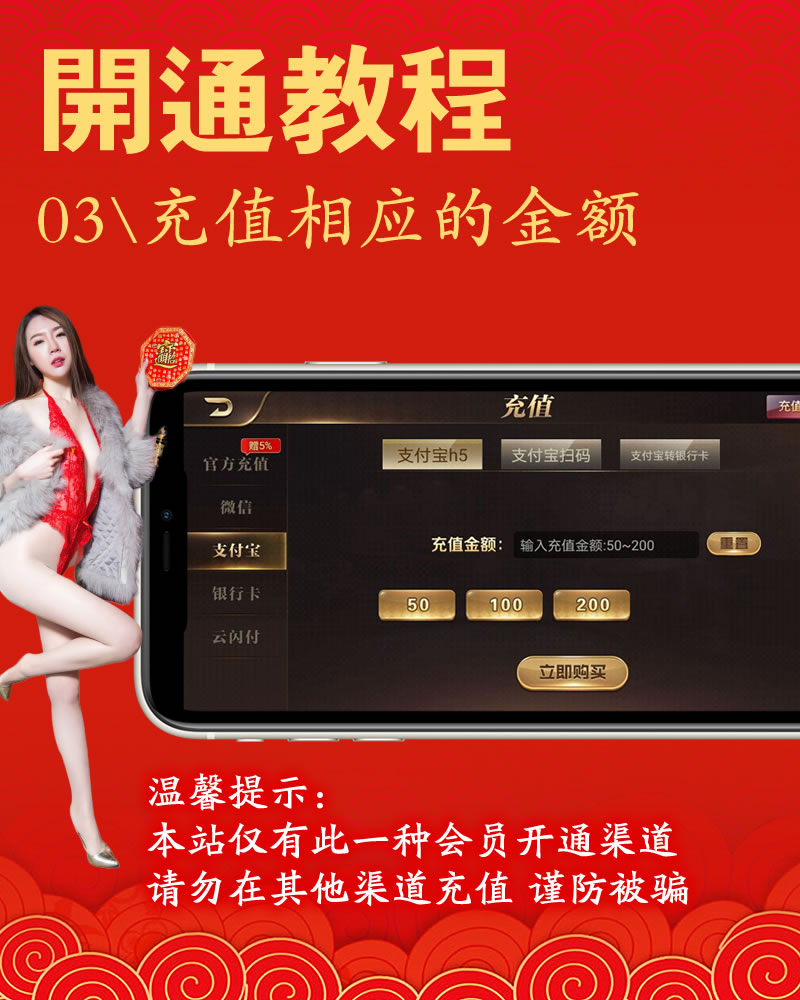 開通教程
03\充值相应的金额
充值
充值
赠5%
官方充值
微信
支付宝
银行卡
云闪付
支付宝h5
支付宝扫码
支付宝转银行卡
充值金额：
输入充值金额:50~200
重置
50
100
200
立即购买
温馨提示：
本站仅有此一种会员开通渠道
请勿在其他渠道充值 谨防被骗